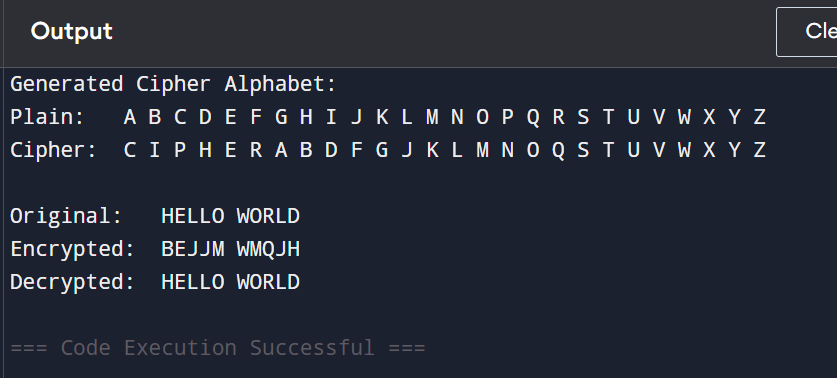 Output
Cle
Generated Cipher Alphabet:
Plain:   A B C D E F G H I J K L M N O P Q R S T U V W X Y Z
Cipher:  C I P H E R A B D F G J K L M N O Q S T U V W X Y Z
Original:   HELLO WORLD
Encrypted:  BEJJM WMQJH
Decrypted:  HELLO WORLD
=== Code Execution Successful ===